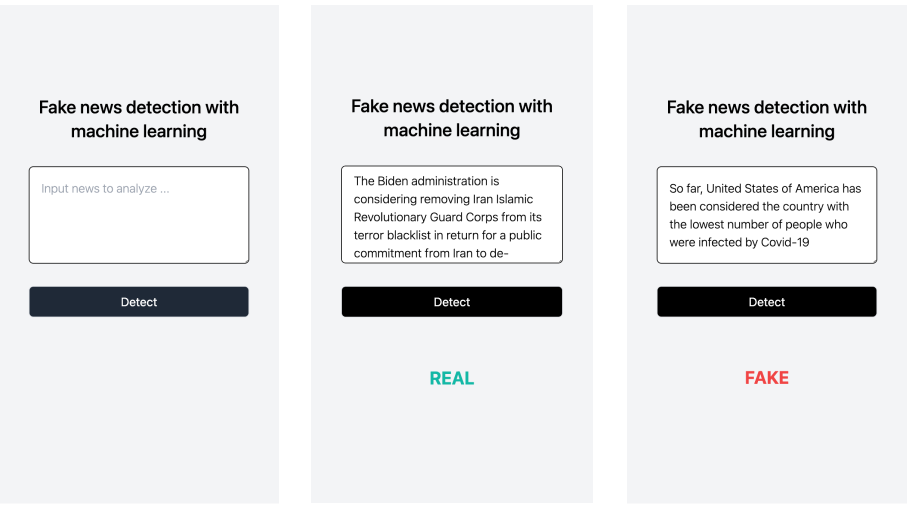 Fake news detection with
machine learning
Input news to analyze ...
Detect
Fake news detection with
machine learning
The Biden administration is
considering removing Iran Islamic
Revolutionary Guard Corps from its
terror blacklist in return for a public
commitment from Iran to de-
Detect
REAL
Fake news detection with
machine learning
So far, United States of America has
been considered the country with
the lowest number of people who
were infected by Covid-19
Detect
FAKE